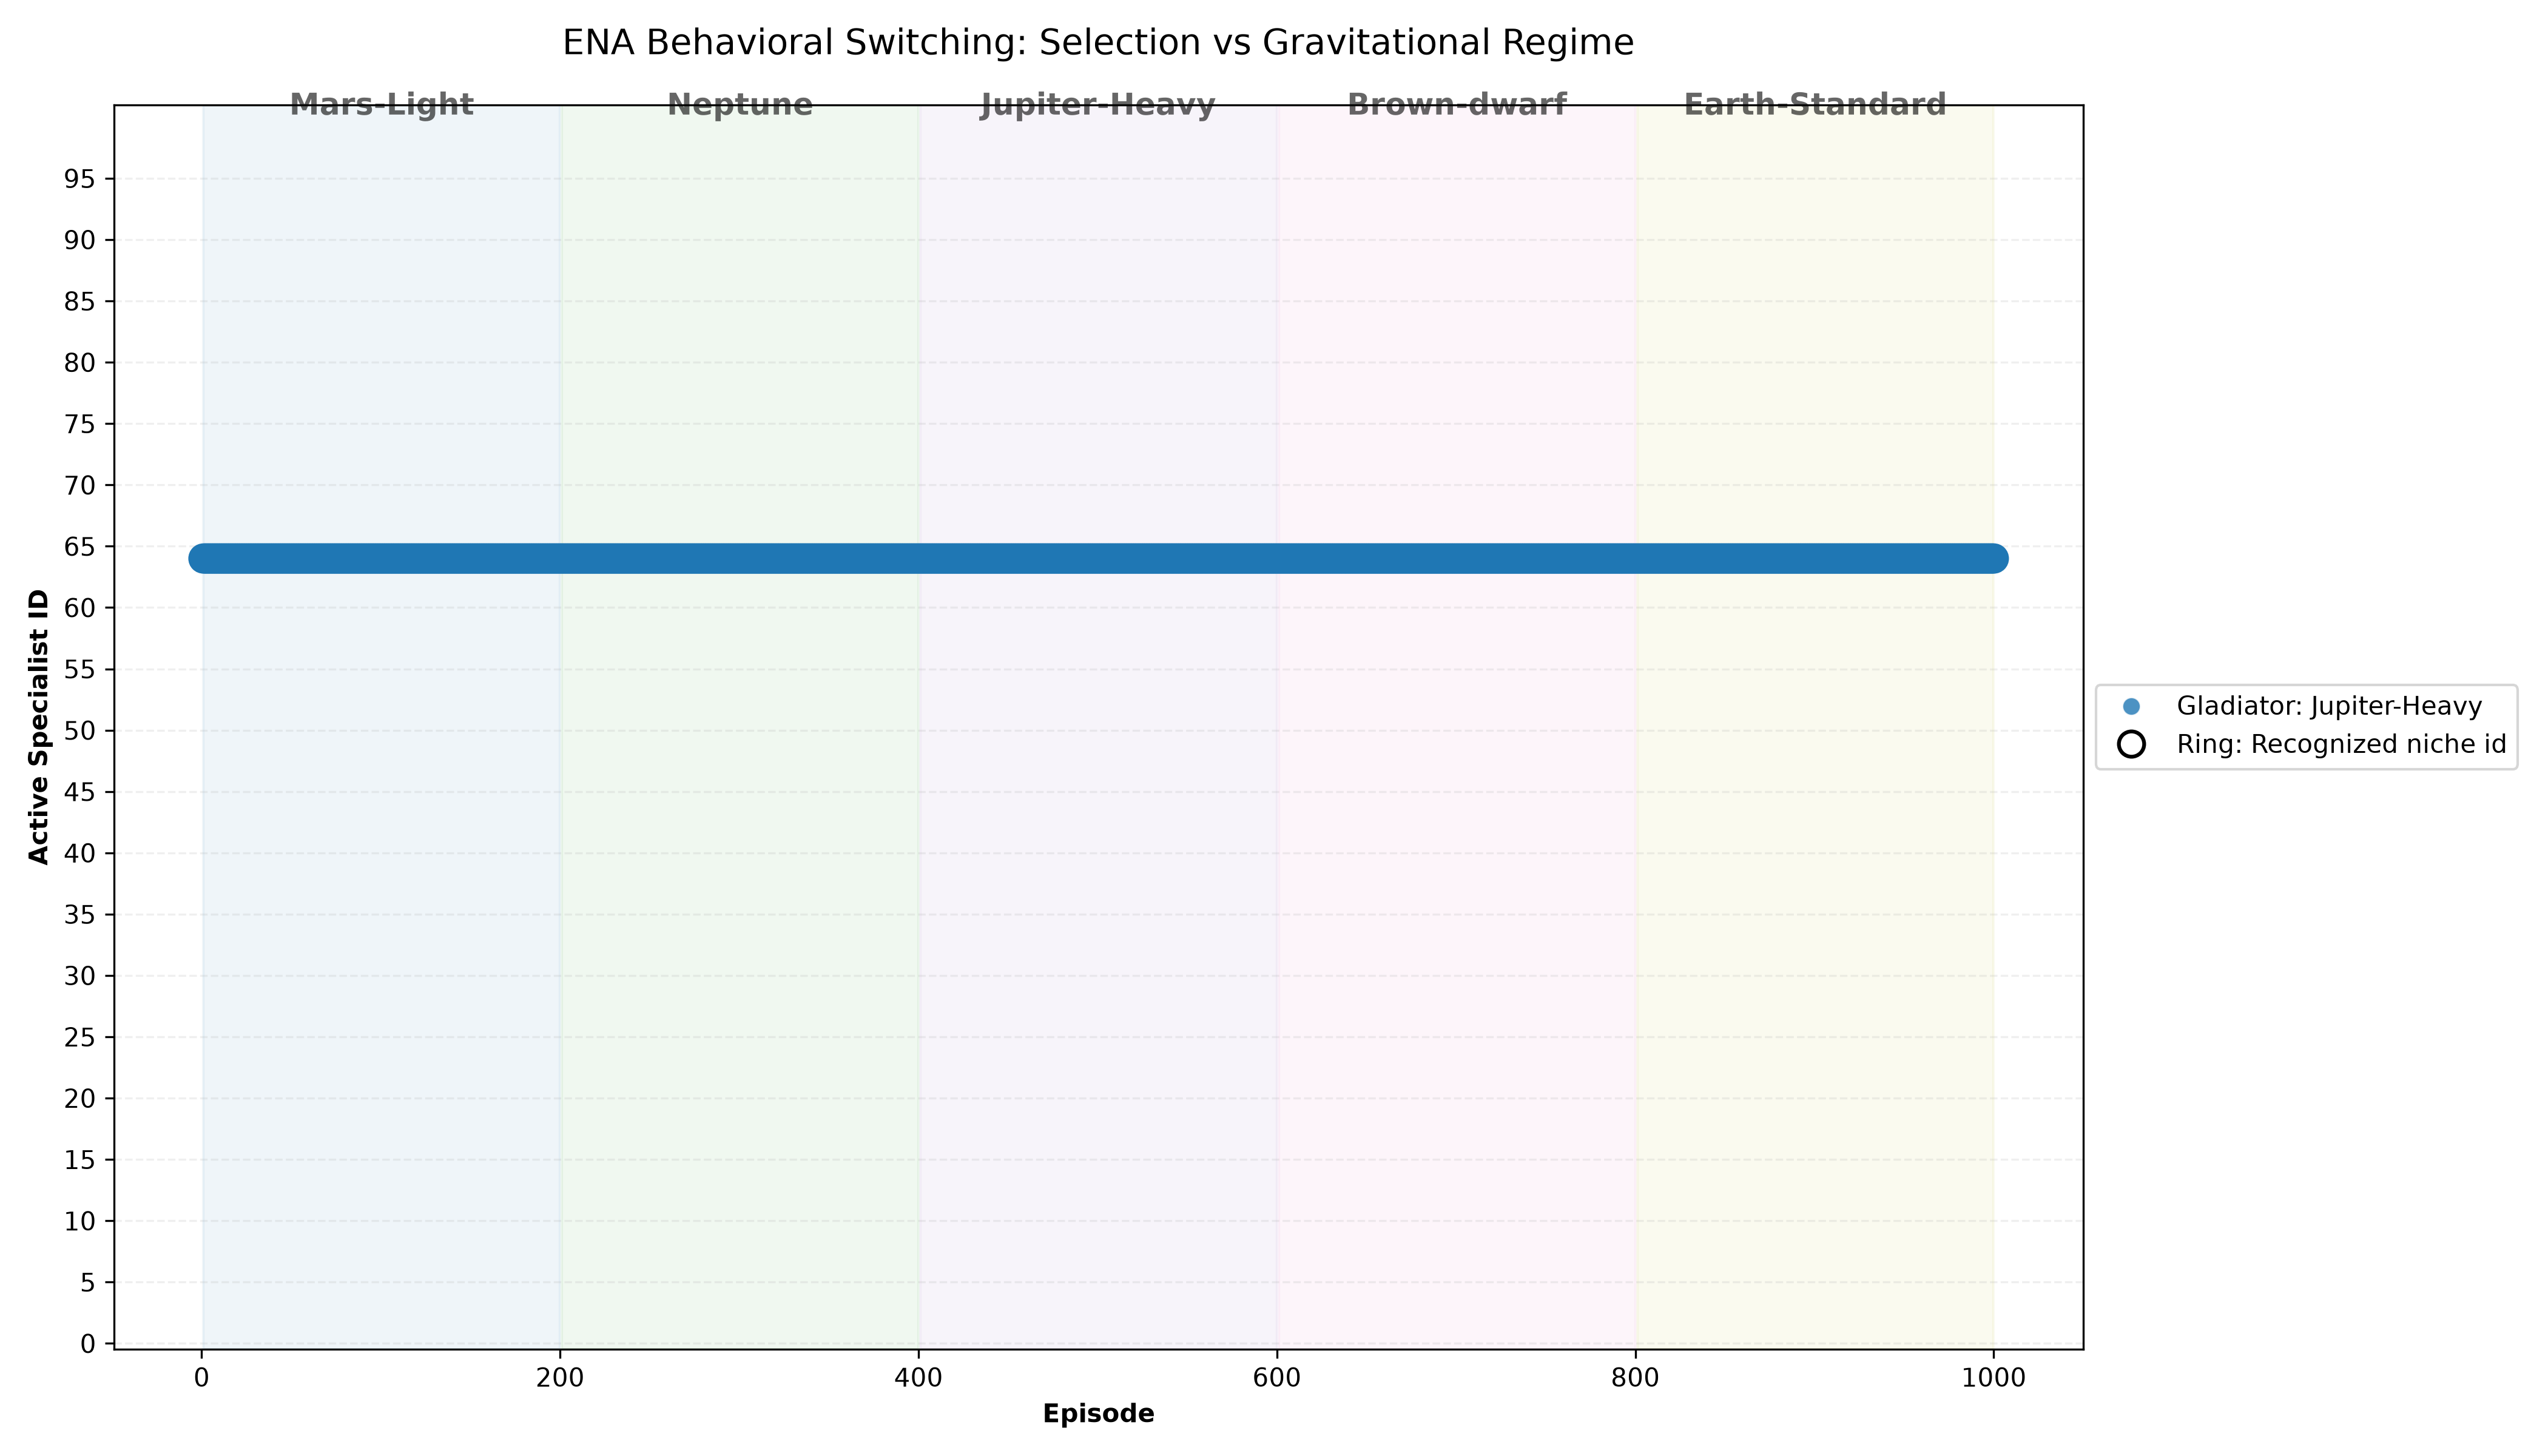 ENA Behavioral Switching: Selection vs Gravitational Regime
Mars-Light Neptune Jupiter-Heavy Brown-dwarf Earth-Standard
95
90
85
80
75
70
65
60
55
50
45
40
35
30
25
20
15
10
5
0
Active Specialist ID
0 200 400 600 800 1000
Episode
Gladiator: Jupiter-Heavy
Ring: Recognized niche id